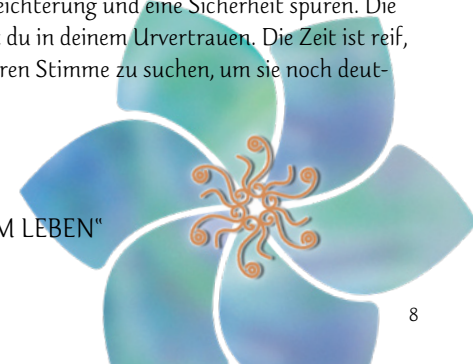 eichterung und eine Sicherheit spüren. Die
du in deinem Urvertrauen. Die Zeit ist reif,
ren Stimme zu suchen, um sie noch deut-
M LEBEN“
8